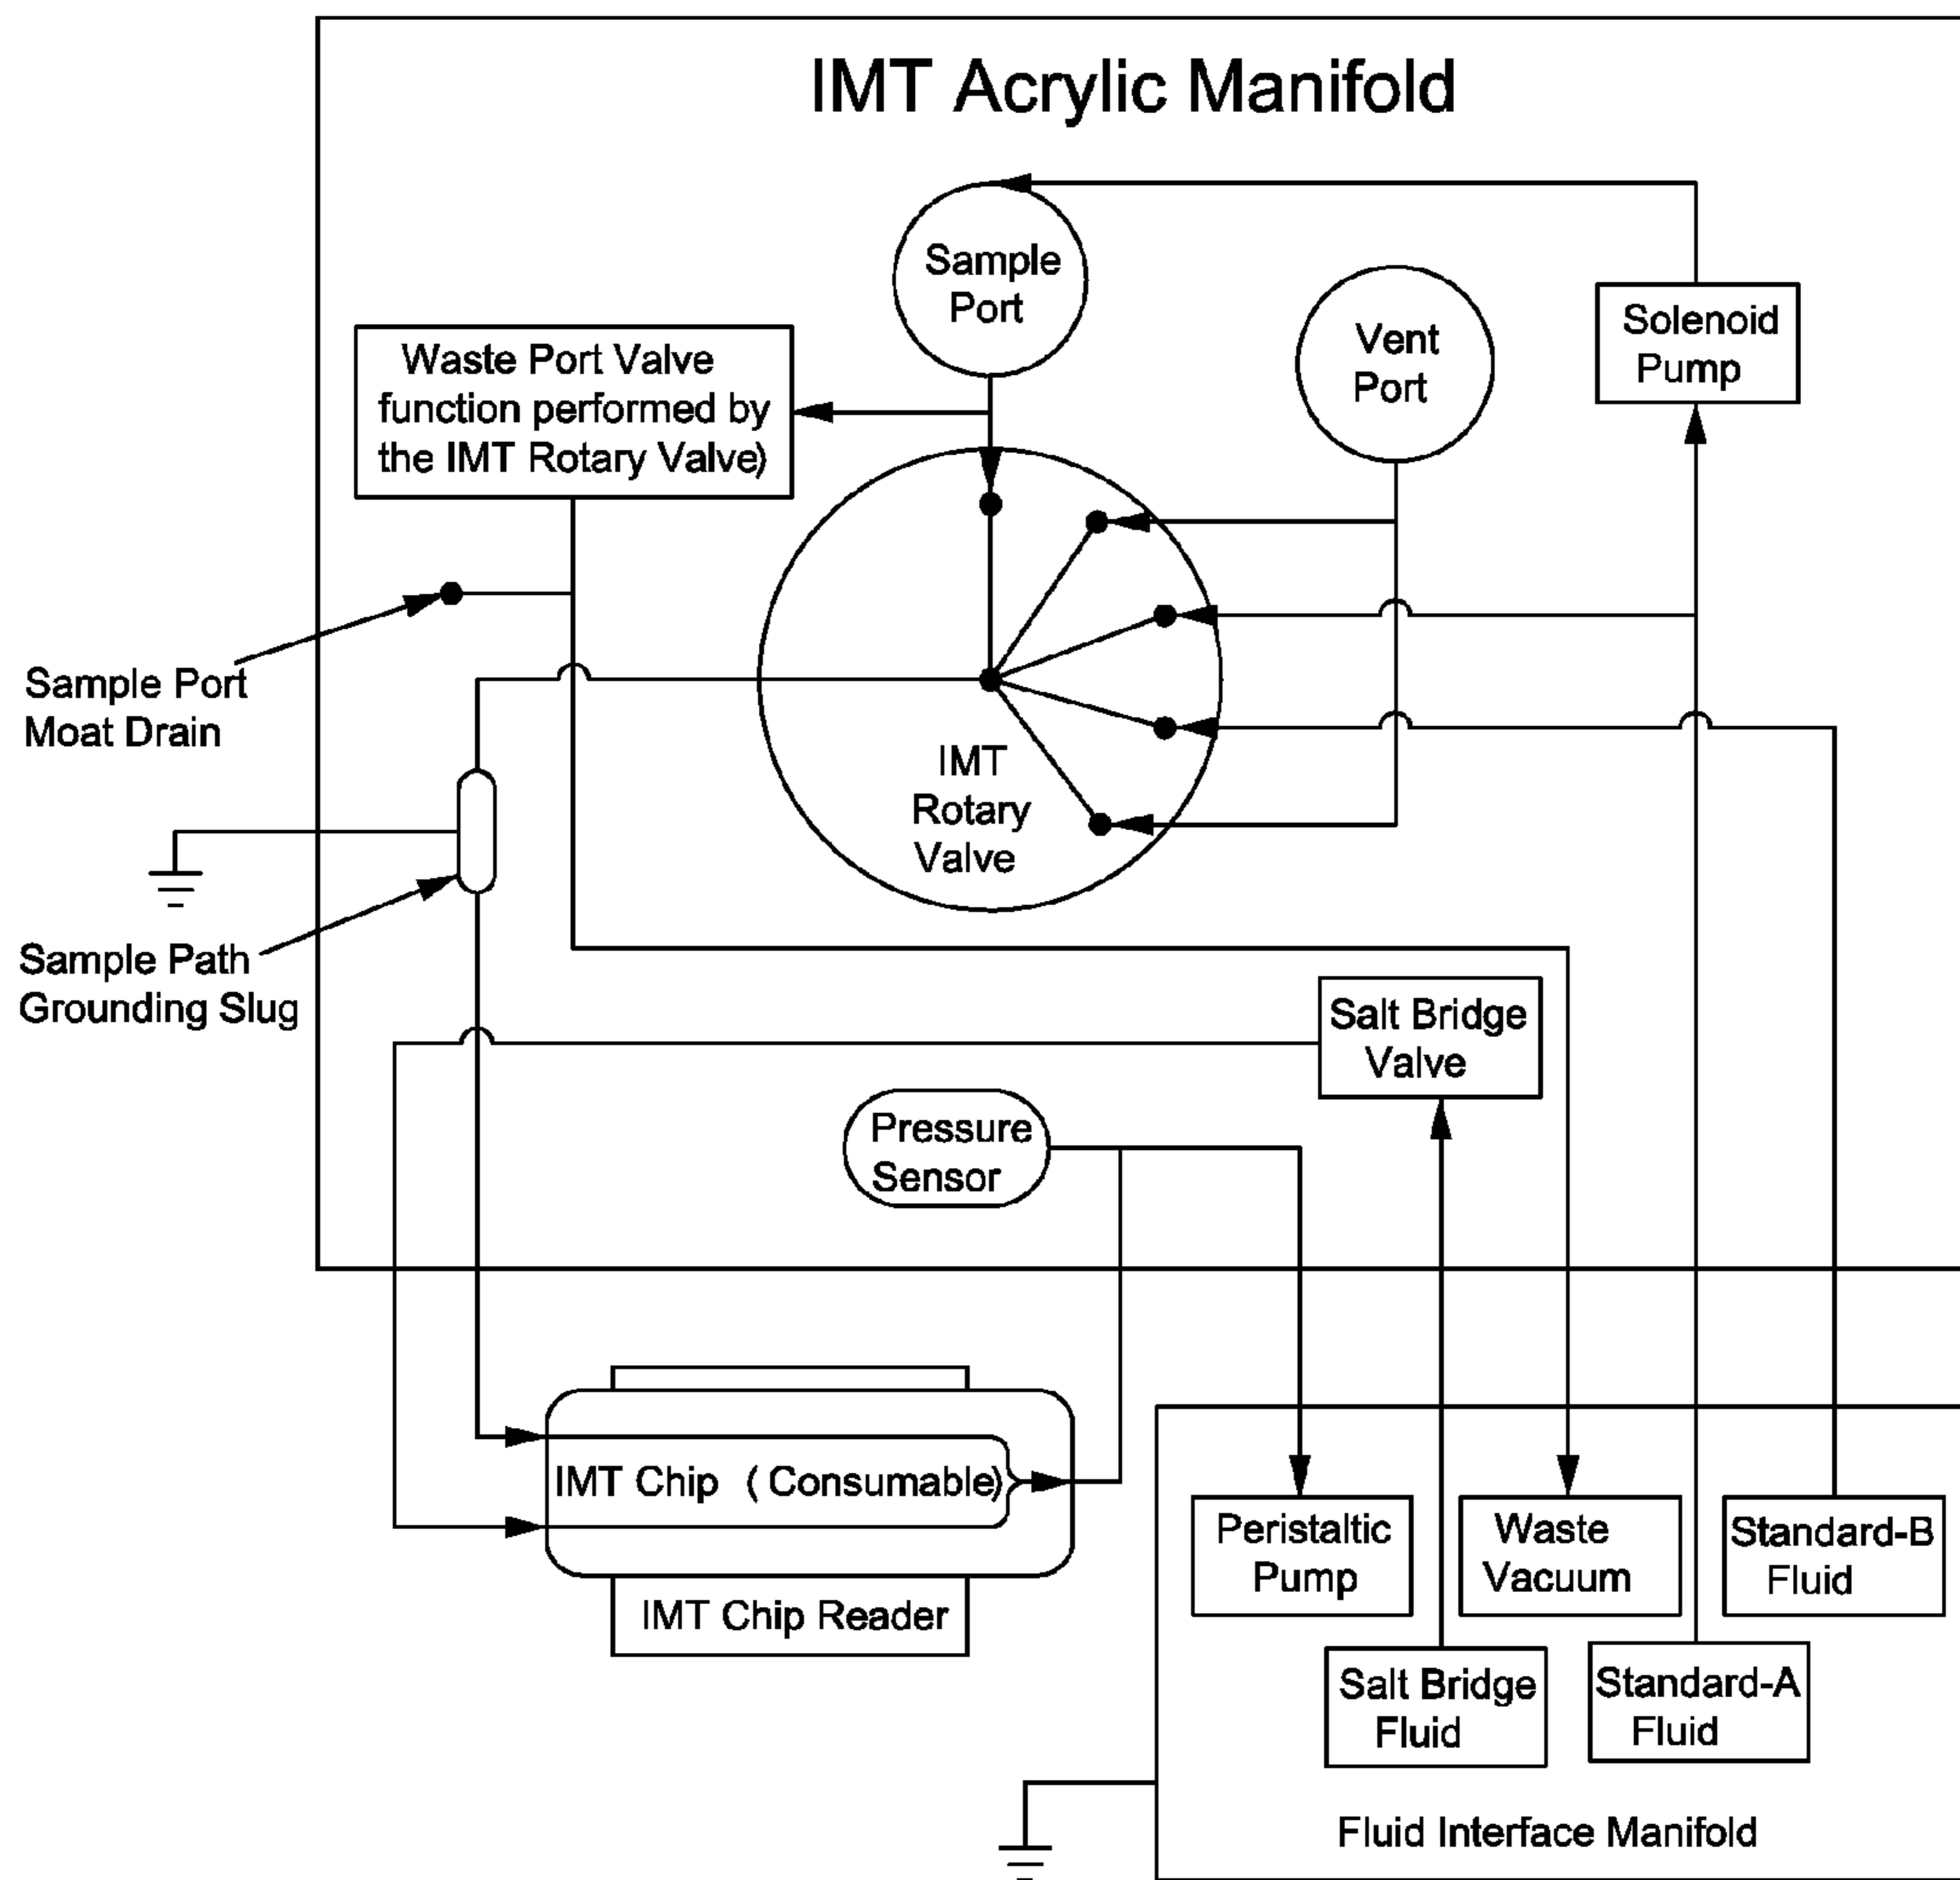 IMT Acrylic Manifold
Sample
Port
Vent
Port
Solenoid
Pump
Waste Port Valve
function performed by
the IMT Rotary Valve)
Sample Port
Moat Drain
IMT
Rotary
Valve
Sample Path
Grounding Slug
Salt Bridge
Valve
Pressure
Sensor
IMT Chip ( Consumable)
IMT Chip Reader
Peristaltic
Pump
Waste
Vacuum
Standard-B
Fluid
Salt Bridge
Fluid
Standard-A
Fluid
Fluid Interface Manifold